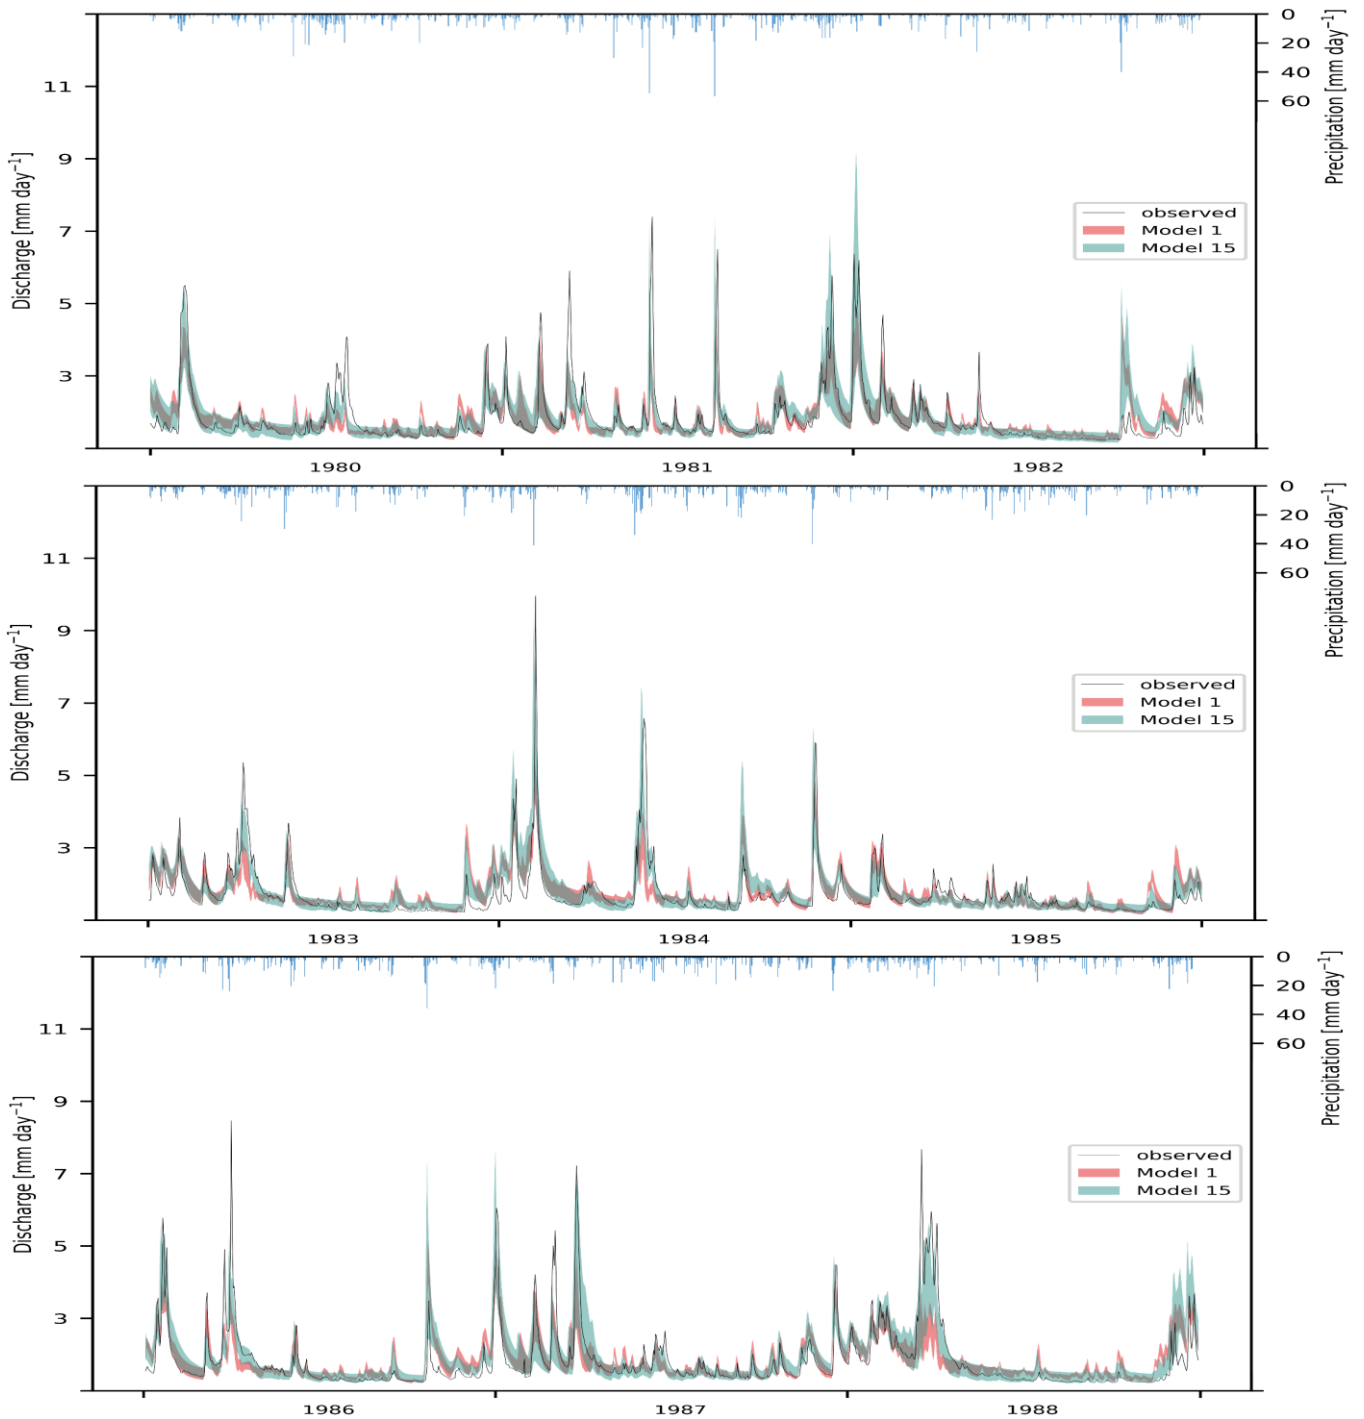 0
20
40
60
Precipitation [mm day⁻¹]
11
9
7
5
3
Discharge [mm day⁻¹]
observed
Model 1
Model 15
1980
1981
1982
0
20
40
60
Precipitation [mm day⁻¹]
11
9
7
5
3
Discharge [mm day⁻¹]
observed
Model 1
Model 15
1983
1984
1985
0
20
40
60
Precipitation [mm day⁻¹]
11
9
7
5
3
Discharge [mm day⁻¹]
observed
Model 1
Model 15
1986
1987
1988